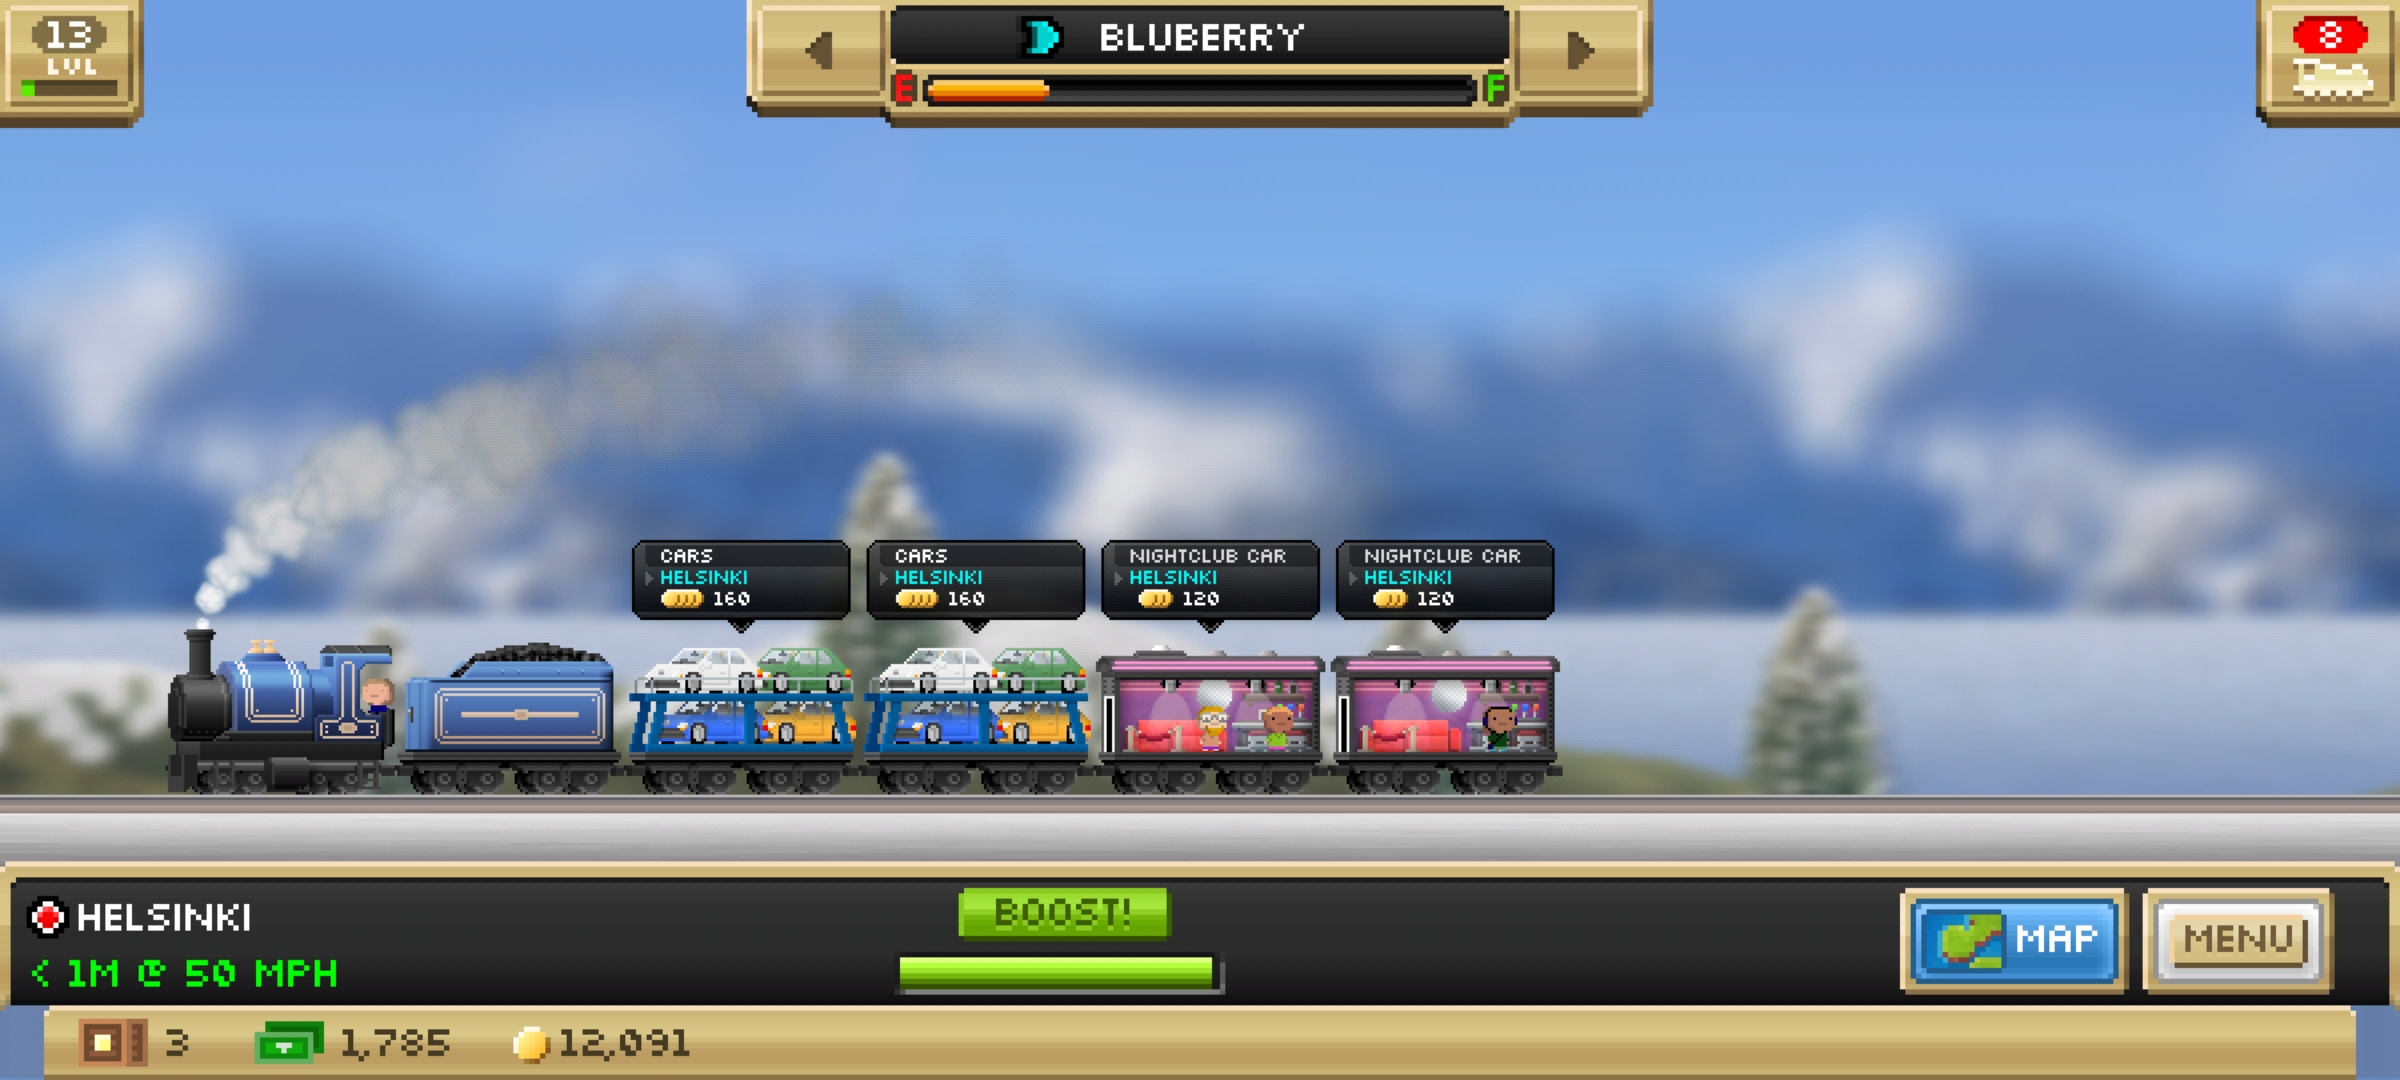 13
LVL
BLUBERRY
E
F
8
CARS
HELSINKI
160
CARS
HELSINKI
160
NIGHTCLUB CAR
HELSINKI
120
NIGHTCLUB CAR
HELSINKI
120
HELSINKI
< 1M @ 50 MPH
BOOST!
MAP
MENU
3
1,785
12,091